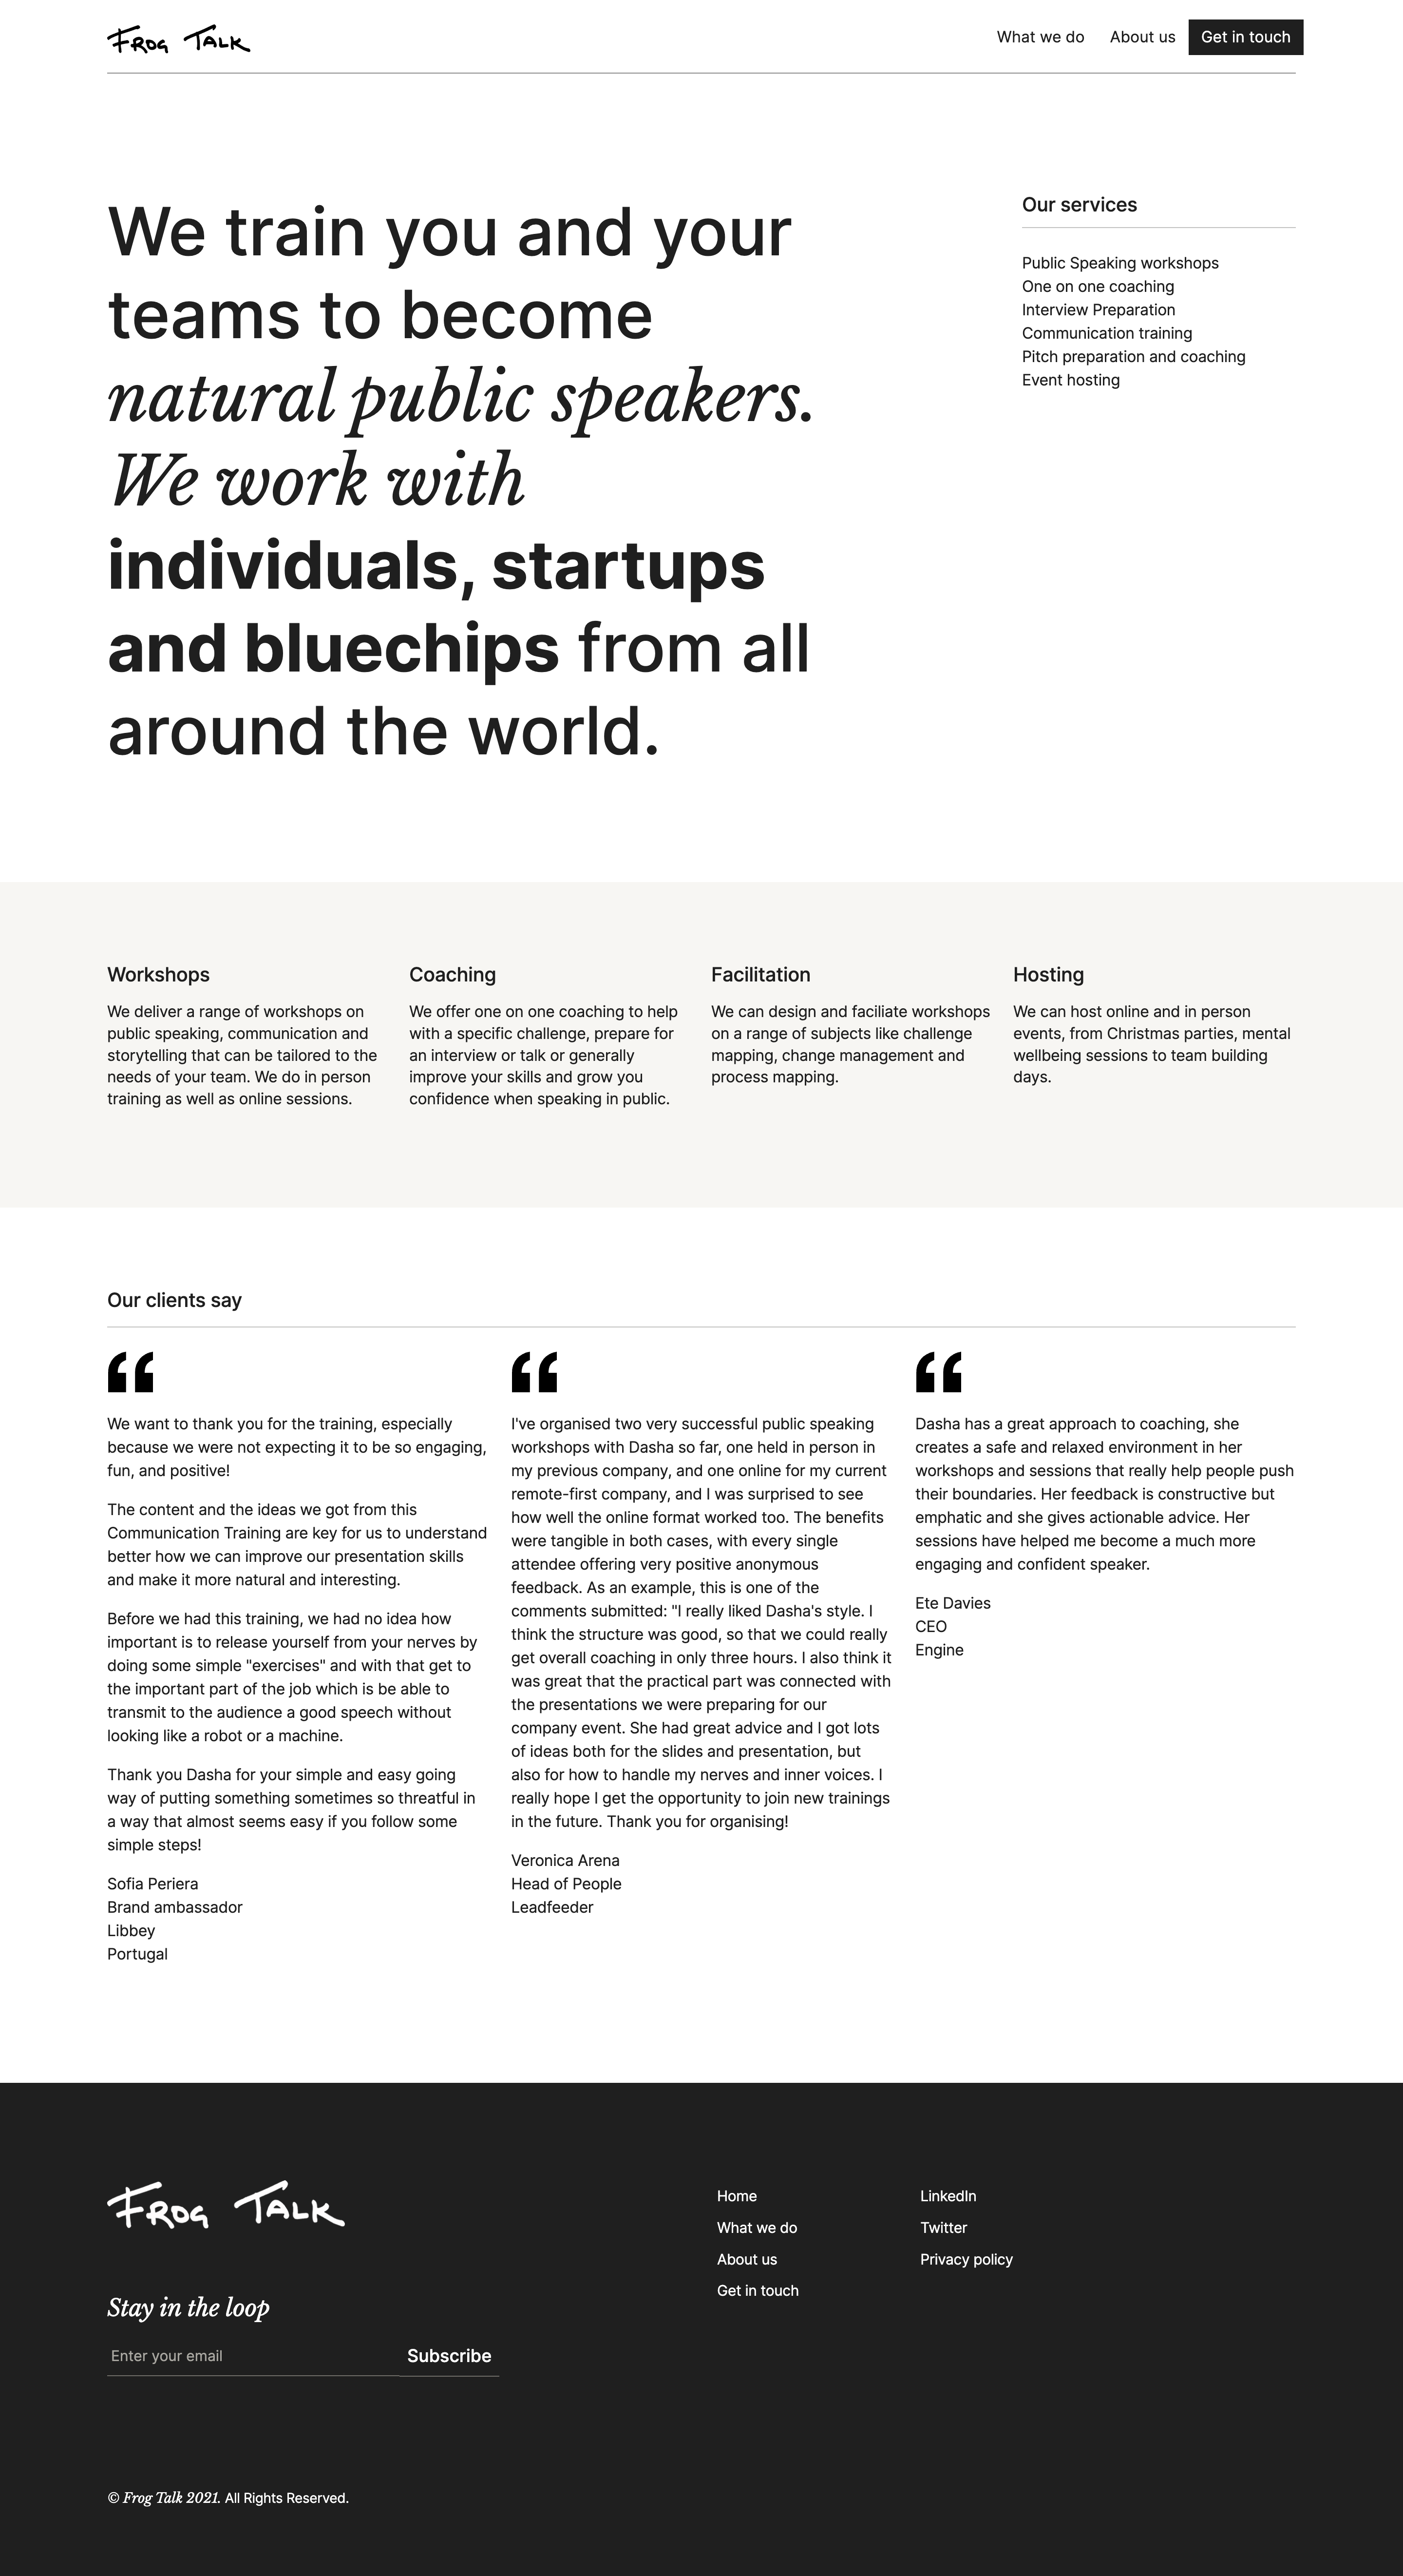 FROG TALK
What we do
About us
Get in touch
We train you and your
teams to become
natural public speakers.
We work with
individuals, startups
and bluechips from all
around the world.
Our services
Public Speaking workshops
One on one coaching
Interview Preparation
Communication training
Pitch preparation and coaching
Event hosting
Workshops
We deliver a range of workshops on
public speaking, communication and
storytelling that can be tailored to the
needs of your team. We do in person
training as well as online sessions.
Coaching
We offer one on one coaching to help
with a specific challenge, prepare for
an interview or talk or generally
improve your skills and grow you
confidence when speaking in public.
Facilitation
We can design and faciliate workshops
on a range of subjects like challenge
mapping, change management and
process mapping.
Hosting
We can host online and in person
events, from Christmas parties, mental
wellbeing sessions to team building
days.
Our clients say
“
We want to thank you for the training, especially
because we were not expecting it to be so engaging,
fun, and positive!
The content and the ideas we got from this
Communication Training are key for us to understand
better how we can improve our presentation skills
and make it more natural and interesting.
Before we had this training, we had no idea how
important is to release yourself from your nerves by
doing some simple "exercises" and with that get to
the important part of the job which is be able to
transmit to the audience a good speech without
looking like a robot or a machine.
Thank you Dasha for your simple and easy going
way of putting something sometimes so threatful in
a way that almost seems easy if you follow some
simple steps!
Sofia Periera
Brand ambassador
Libbey
Portugal
“
I've organised two very successful public speaking
workshops with Dasha so far, one held in person in
my previous company, and one online for my current
remote-first company, and I was surprised to see
how well the online format worked too. The benefits
were tangible in both cases, with every single
attendee offering very positive anonymous
feedback. As an example, this is one of the
comments submitted: "I really liked Dasha's style. I
think the structure was good, so that we could really
get overall coaching in only three hours. I also think it
was great that the practical part was connected with
the presentations we were preparing for our
company event. She had great advice and I got lots
of ideas both for the slides and presentation, but
also for how to handle my nerves and inner voices. I
really hope I get the opportunity to join new trainings
in the future. Thank you for organising!
Veronica Arena
Head of People
Leadfeeder
“
Dasha has a great approach to coaching, she
creates a safe and relaxed environment in her
workshops and sessions that really help people push
their boundaries. Her feedback is constructive but
emphatic and she gives actionable advice. Her
sessions have helped me become a much more
engaging and confident speaker.
Ete Davies
CEO
Engine
FROG TALK
Stay in the loop
Enter your email
Subscribe
Home
What we do
About us
Get in touch
LinkedIn
Twitter
Privacy policy
© Frog Talk 2021. All Rights Reserved.